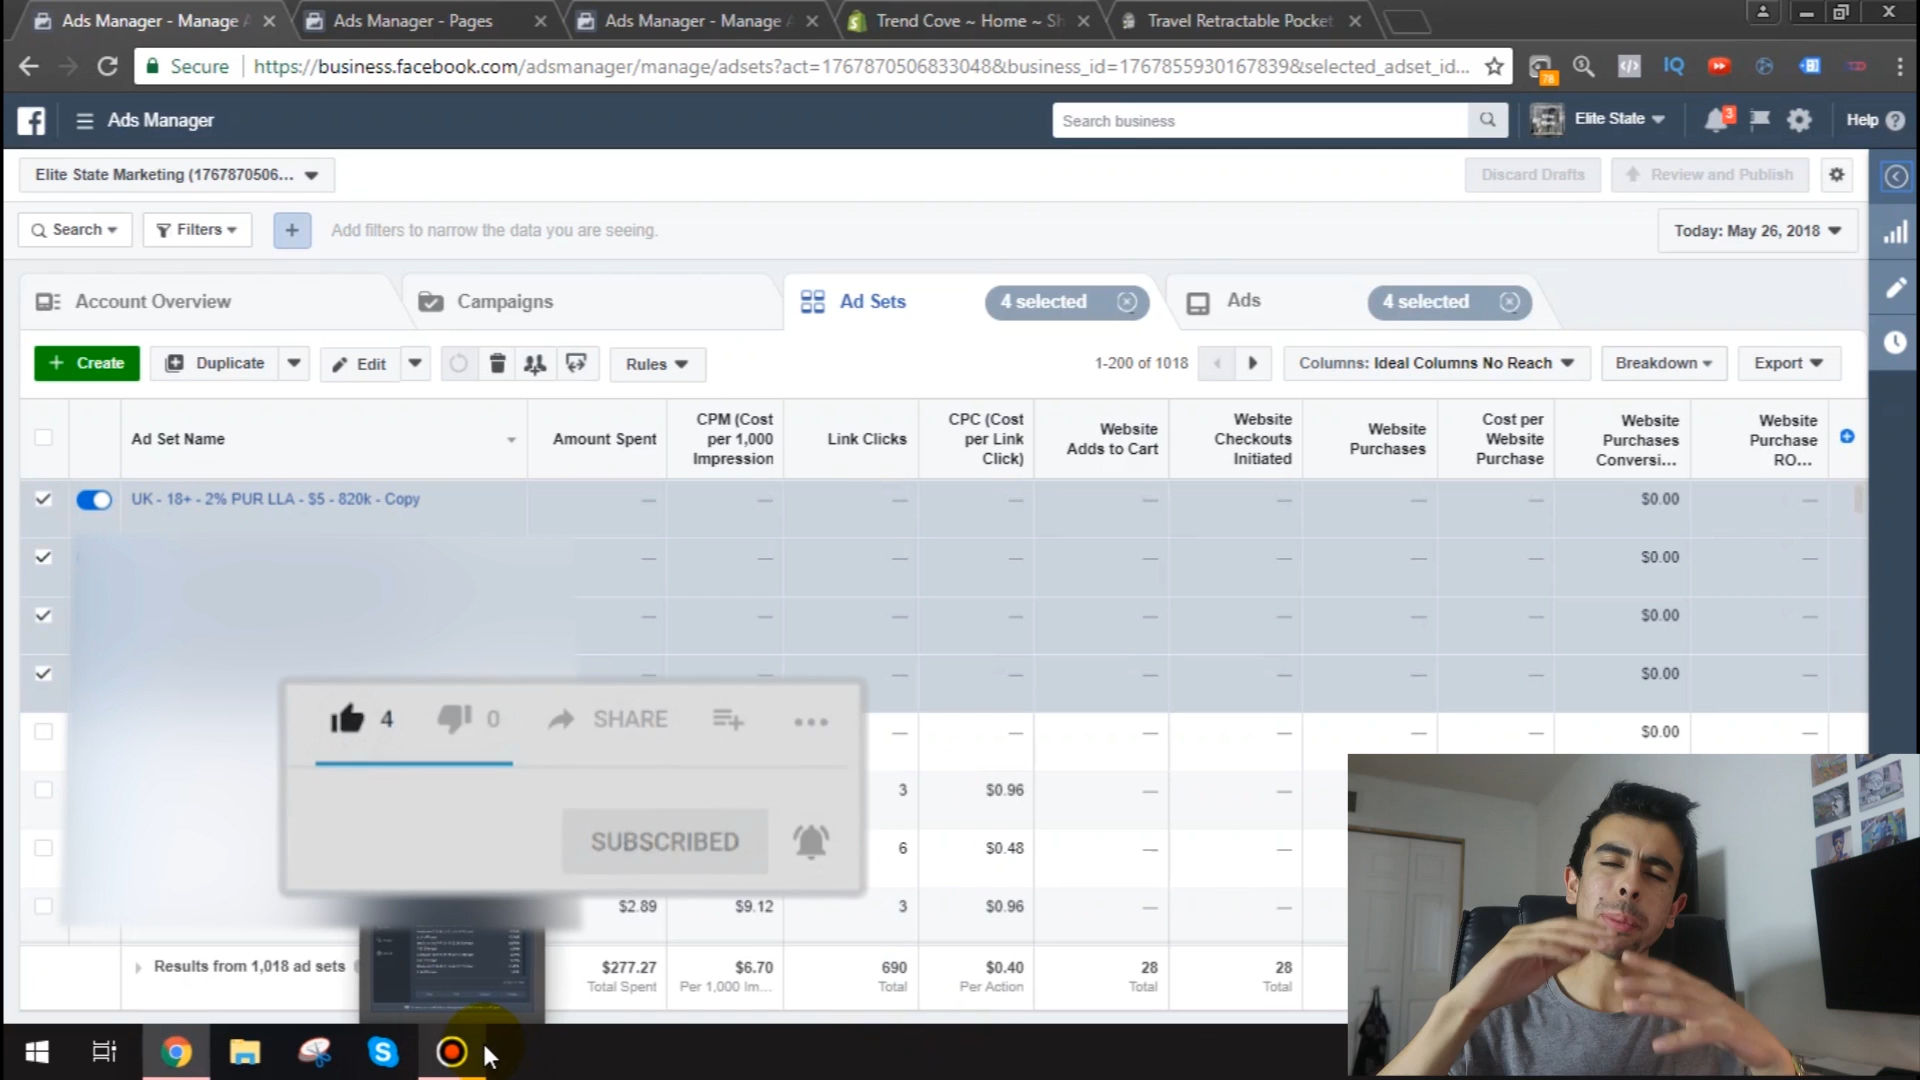 Ads Manager - Manage A
Ads Manager - Pages
Ads Manager - Manage A
Trend Cove ~ Home ~ Sh
Travel Retractable Pocket
Secure
https://business.facebook.com/adsmanager/manage/adsets?act=1767870506833048&business_id=1767855930167839&selected_adset_id...
78
IQ
Ads Manager
Search business
Elite State
3
Help
Elite State Marketing (1767870506...
Discard Drafts
Review and Publish
Search
Filters
Add filters to narrow the data you are seeing.
Today: May 26, 2018
Account Overview
Campaigns
Ad Sets
4 selected
Ads
4 selected
Create
Duplicate
Edit
Rules
1-200 of 1018
Columns: Ideal Columns No Reach
Breakdown
Export
Ad Set Name
Amount Spent
CPM (Cost per 1,000 Impression
Link Clicks
CPC (Cost per Link Click)
Website Adds to Cart
Website Checkouts Initiated
Website Purchases
Cost per Website Purchase
Website Purchases Conversi...
Website Purchase RO...
UK - 18+ - 2% PUR LLA - $5 - 820k - Copy
— — — — — — — — $0.00 —
— — — — — — — — $0.00 —
— — — — — — — — $0.00 —
— — — — — — — — $0.00 —
4
0
SHARE
— — — — — — $0.00 —
3 $0.96 — —
SUBSCRIBED
6 $0.48 — —
$2.89 $9.12 3 $0.96 — —
Results from 1,018 ad sets
$277.27 $6.70 690 $0.40 28 28
Total Spent Per 1,000 Im... Total Per Action Total Total